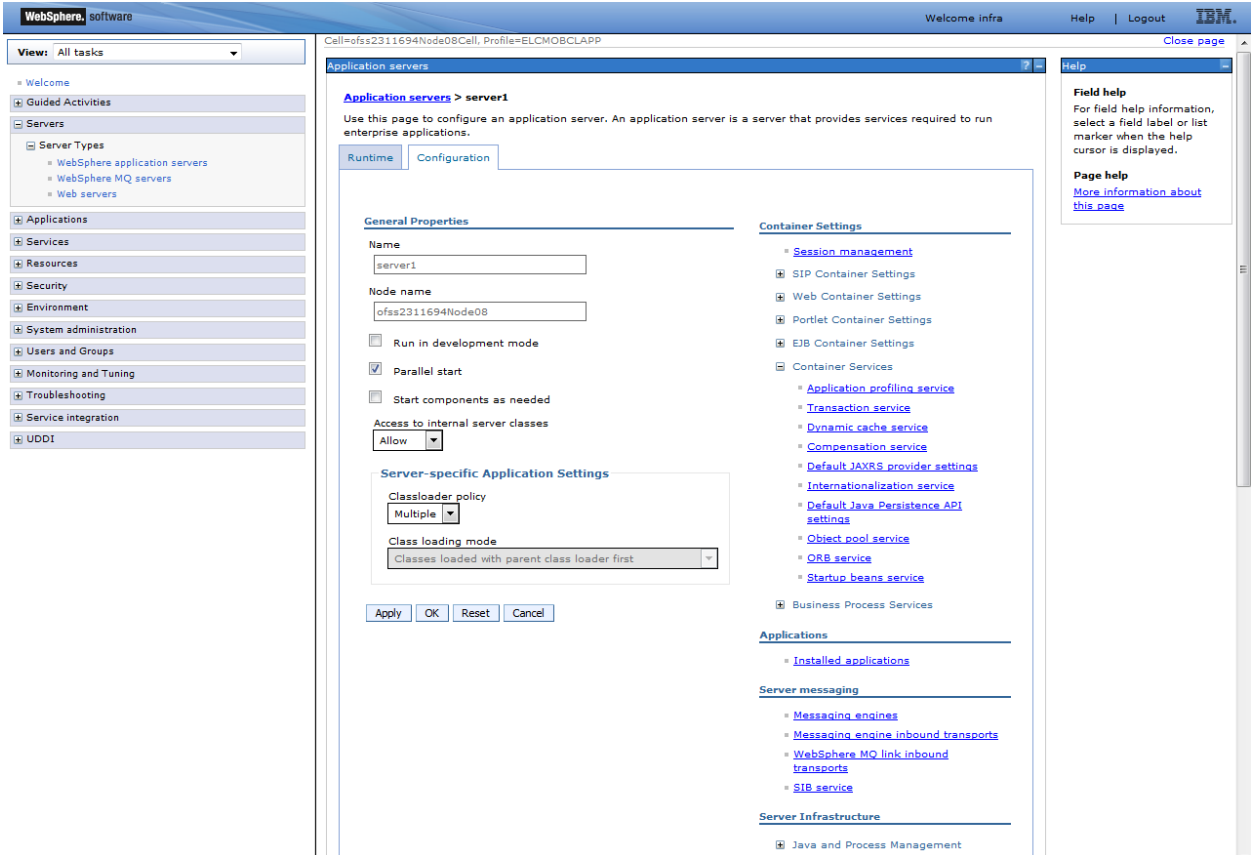 WebSphere. software
Welcome infra
Help | Logout
IBM.
View: All tasks
Welcome
Guided Activities
Servers
Server Types
WebSphere application servers
WebSphere MQ servers
Web servers
Applications
Services
Resources
Security
Environment
System administration
Users and Groups
Monitoring and Tuning
Troubleshooting
Service integration
UDDI
Cell=ofss2311694Node08Cell, Profile=ELCMOBCLAPP
Close page
Application servers
? -
Application servers > server1
Use this page to configure an application server. An application server is a server that provides services required to run
enterprise applications.
Runtime
Configuration
General Properties
Name
server1
Node name
ofss2311694Node08
Run in development mode
Parallel start
Start components as needed
Access to internal server classes
Allow
Server-specific Application Settings
Classloader policy
Multiple
Class loading mode
Classes loaded with parent class loader first
Apply OK Reset Cancel
Container Settings
Session management
SIP Container Settings
Web Container Settings
Portlet Container Settings
EJB Container Settings
Container Services
Application profiling service
Transaction service
Dynamic cache service
Compensation service
Default JAXRS provider settings
Internationalization service
Default Java Persistence API
settings
Object pool service
ORB service
Startup beans service
Business Process Services
Applications
Installed applications
Server messaging
Messaging engines
Messaging engine inbound transports
WebSphere MQ link inbound
transports
SIB service
Server Infrastructure
Java and Process Management
Help
Field help
For field help information,
select a field label or list
marker when the help
cursor is displayed.
Page help
More information about
this page